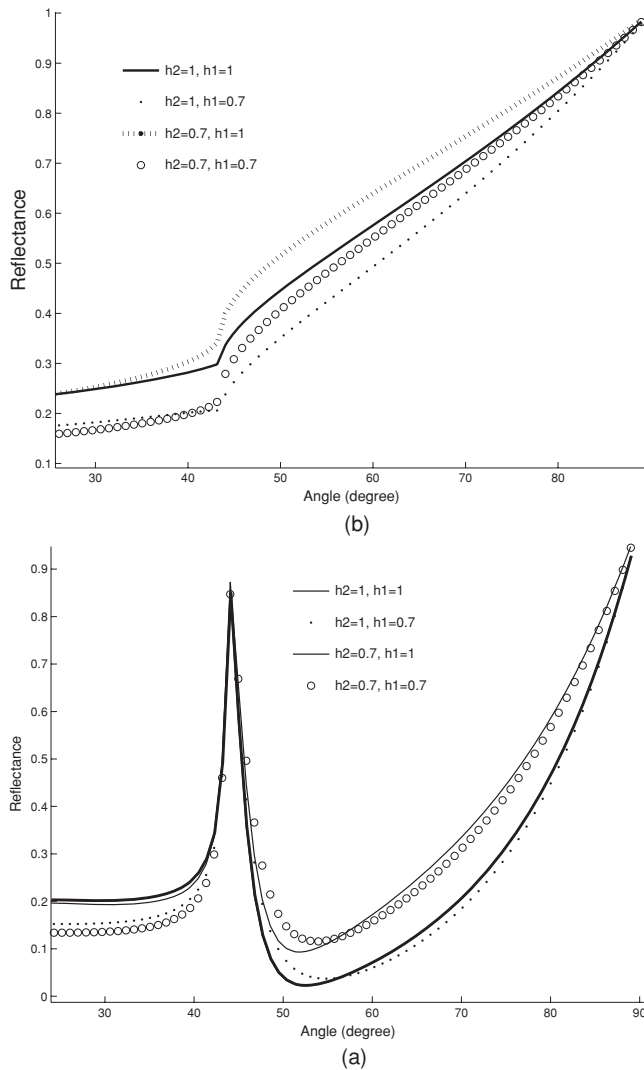 1
0.9
0.8
0.7
0.6
0.5
0.4
0.3
0.2
0.1
Reflectance
h2=1, h1=1
h2=1, h1=0.7
h2=0.7, h1=1
h2=0.7, h1=0.7
30 40 50 60 70 80
Angle (degree)
(b)
0.9
0.8
0.7
0.6
0.5
0.4
0.3
0.2
0.1
0
Reflectance
h2=1, h1=1
h2=1, h1=0.7
h2=0.7, h1=1
h2=0.7, h1=0.7
30 40 50 60 70 80 90
Angle (degree)
(a)